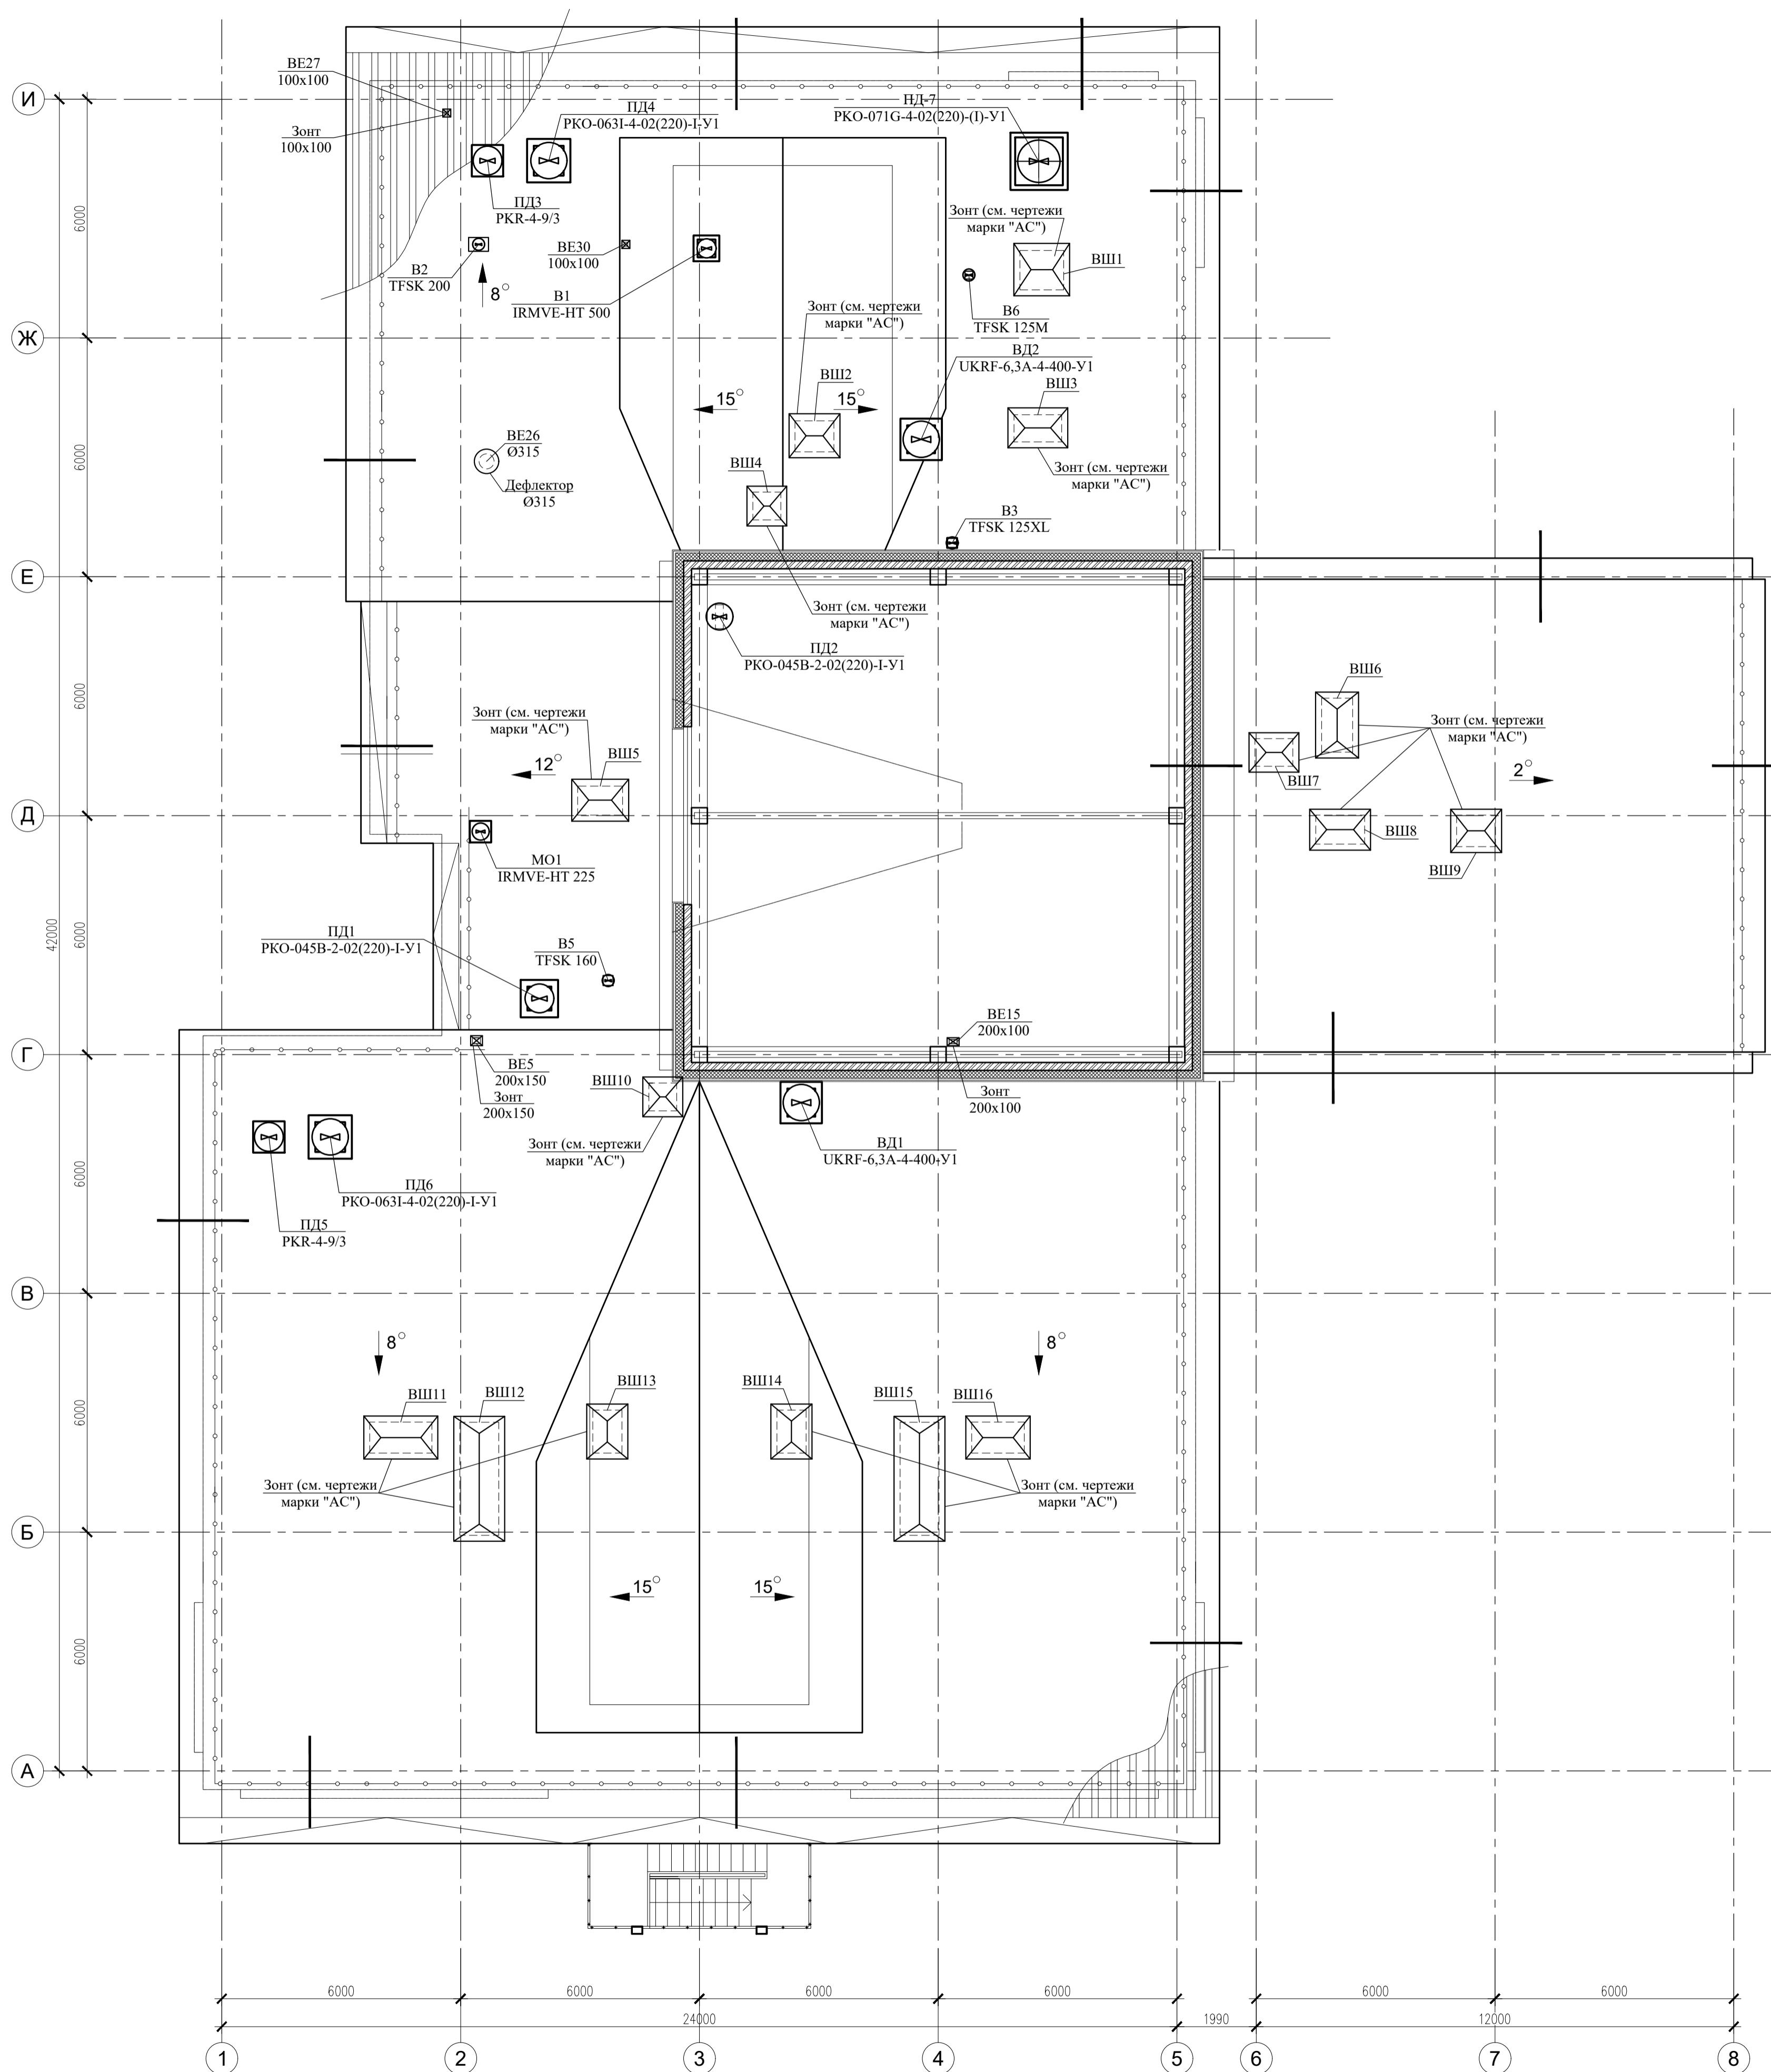 ВЕ27
100x100
И
Зонт
100x100
ПД4
РКО-063I-4-02(220)-I-У1
ПД-7
РКО-071G-4-02(220)-(I)-У1
ПД3
PKR-4-9/3
6000
Зонт (см. чертежи
марки "АС")
ВШ1
В2
TFSK 200
8°
ВЕ30
100x100
В1
IRMVE-HT 500
В6
TFSK 125M
Зонт (см. чертежи
марки "АС")
Ж
ВД2
UKRF-6,3А-4-400-У1
ВШ2
ВШ3
15°
15°
6000
ВЕ26
Ø315
Дефлектор
Ø315
ВШ4
Зонт (см. чертежи
марки "АС")
В3
TFSK 125XL
Е
Зонт (см. чертежи
марки "АС")
ПД2
РКО-045В-2-02(220)-I-У1
6000
Зонт (см. чертежи
марки "АС")
ВШ5
12°
ВШ6
Зонт (см. чертежи
марки "АС")
ВШ7
2°
Д
ВШ8
ВШ9
МО1
IRMVE-HT 225
42000
6000
ПД1
РКО-045В-2-02(220)-I-У1
В5
TFSK 160
ВЕ15
200x100
Г
ВЕ5
200x150
Зонт
200x150
ВШ10
Зонт
200x100
Зонт (см. чертежи
марки "АС")
ВД1
UKRF-6,3А-4-400-У1
6000
ПД6
РКО-063I-4-02(220)-I-У1
ПД5
PKR-4-9/3
В
8°
8°
6000
ВШ11
ВШ12
ВШ13
ВШ14
ВШ15
ВШ16
Зонт (см. чертежи
марки "АС")
Зонт (см. чертежи
марки "АС")
Б
15°
15°
6000
А
6000
6000
6000
6000
6000
6000
24000
1990
12000
1
2
3
4
5
6
7
8